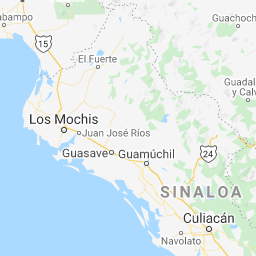 abampo
Guachoch
15
El Fuerte
Guadal
y Calv
Los Mochis
Juan José Ríos
Guasave
Guamúchil
24
SINALOA
Culiacán
Navolato